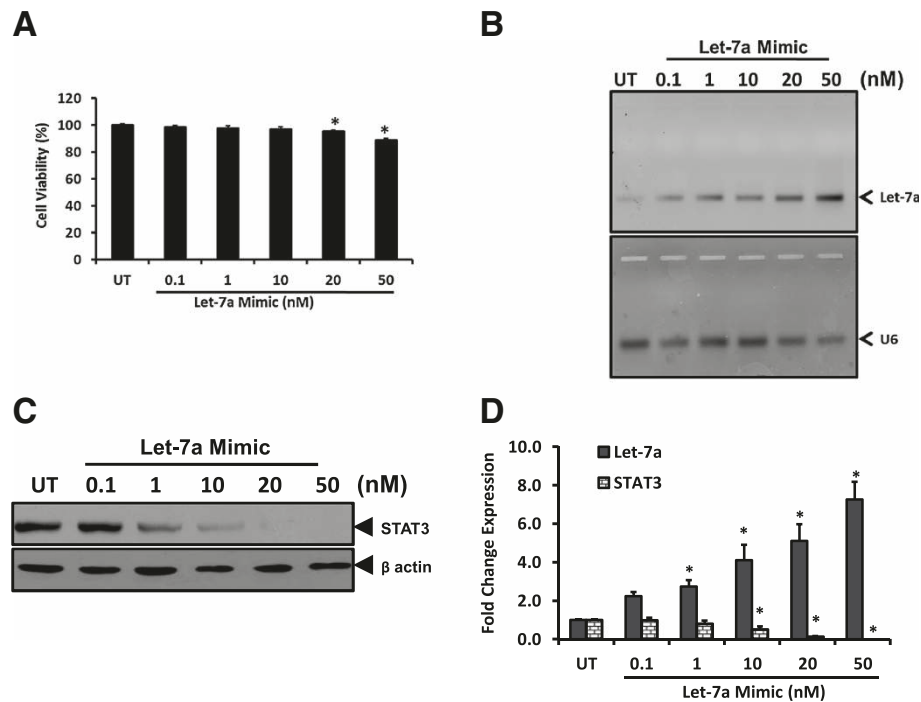 A
120
100
80
60
40
20
0
Cell Viability (%)
* *
UT 0.1 1 10 20 50
Let-7a Mimic (nM)
B
Let-7a Mimic
UT 0.1 1 10 20 50 (nM)
Let-7a
U6
C
Let-7a Mimic
UT 0.1 1 10 20 50 (nM)
STAT3
β actin
D
10.0
8.0
6.0
4.0
2.0
0.0
Fold Change Expression
Let-7a
STAT3
* * * * * * *
UT 0.1 1 10 20 50
Let-7a Mimic (nM)